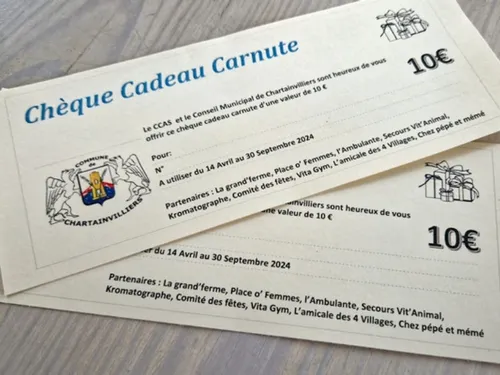 Chèque Cadeau Carnute
10€
Le CCAS et le Conseil Municipal de Chartainvilliers sont heureux de vous
offrir ce chèque cadeau carnute d'une valeur de 10 €
Pour:
N°
A utiliser du 14 Avril au 30 Septembre 2024
Partenaires : La grand'ferme, Place o' Femmes, l'Ambulante, Secours Vit'Animal,
Kromatographe, Comité des fêtes, Vita Gym, L'amicale des 4 Villages, Chez pépé et mémé
COMMUNE
de
CHARTAINVILLIERS
sont heureux de vous
une valeur de 10 €
10€
du 14 Avril au 30 Septembre 2024
Partenaires : La grand'ferme, Place o' Femmes, l'Ambulante, Secours Vit'Animal,
Kromatographe, Comité des fêtes, Vita Gym, L'amicale des 4 Villages, Chez pépé et mémé